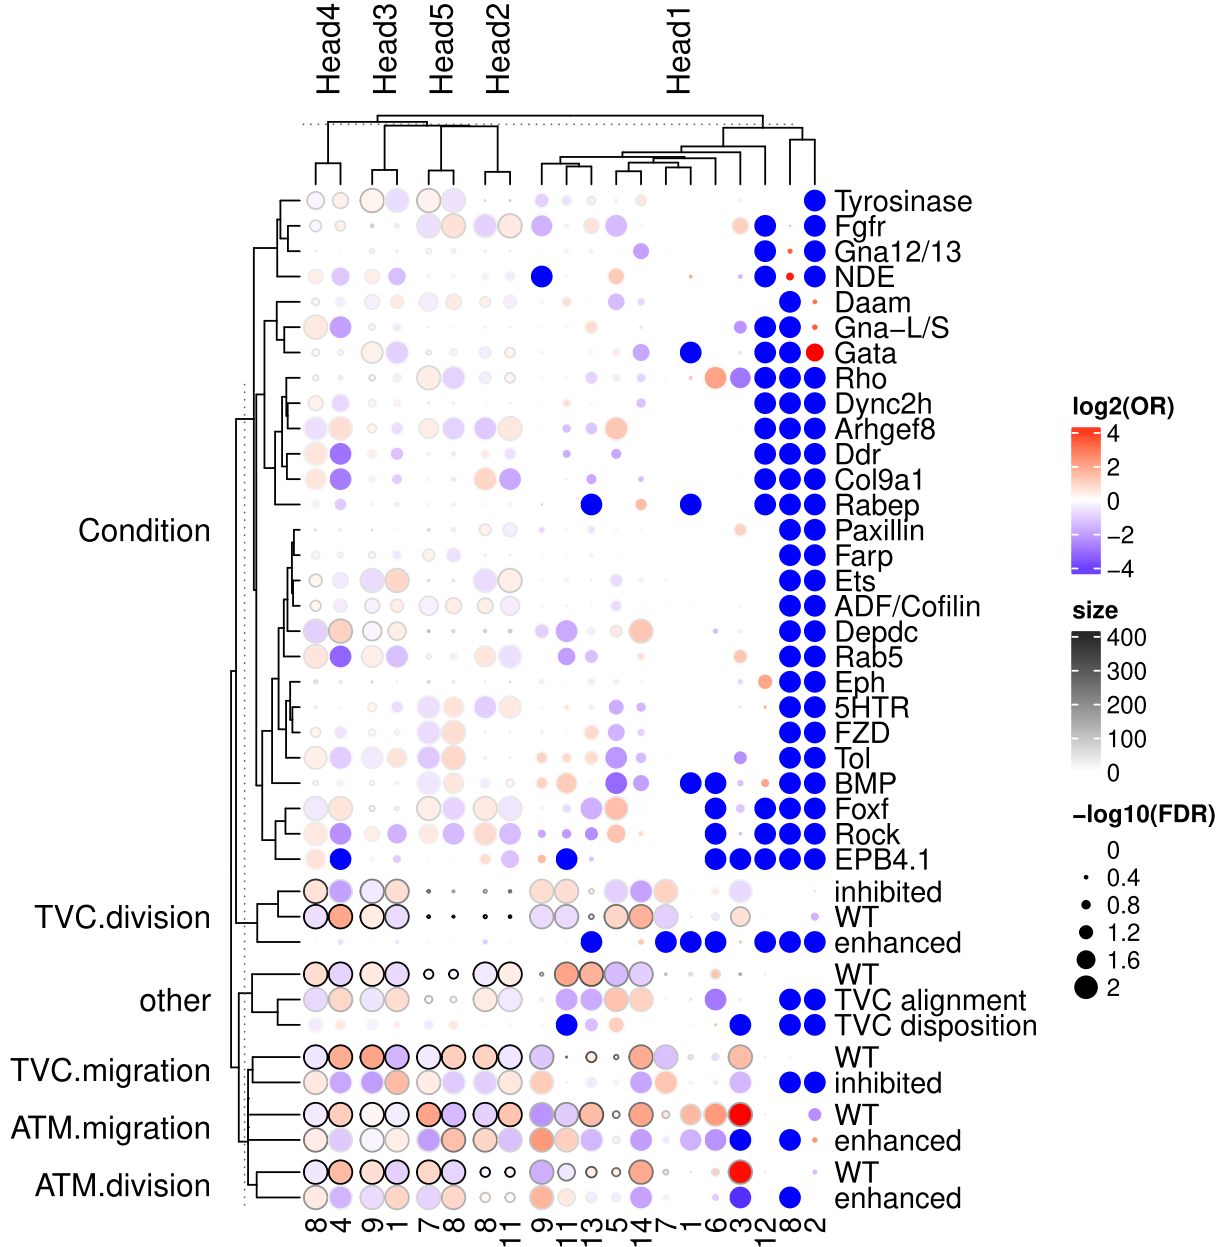 Head4 Head3 Head5 Head2 Head1
Tyrosinase
Fgfr
Gna12/13
NDE
Daam
Gna−L/S
Gata
Rho
Dync2h
Arhgef8
Ddr
Col9a1
Rabep
Condition
Paxillin
Farp
Ets
ADF/Cofilin
Depdc
Rab5
Eph
5HTR
FZD
Tol
BMP
Foxf
Rock
EPB4.1
TVC.division
inhibited
WT
enhanced
other
WT
TVC alignment
TVC disposition
TVC.migration
WT
inhibited
ATM.migration
WT
enhanced
ATM.division
WT
enhanced
8 4 9 1 7 8 8 11 9 11 13 5 14 7 1 6 3 12 8 2
log2(OR)
4
2
0
−2
−4
size
400
300
200
100
0
−log10(FDR)
0
0.4
0.8
1.2
1.6
2